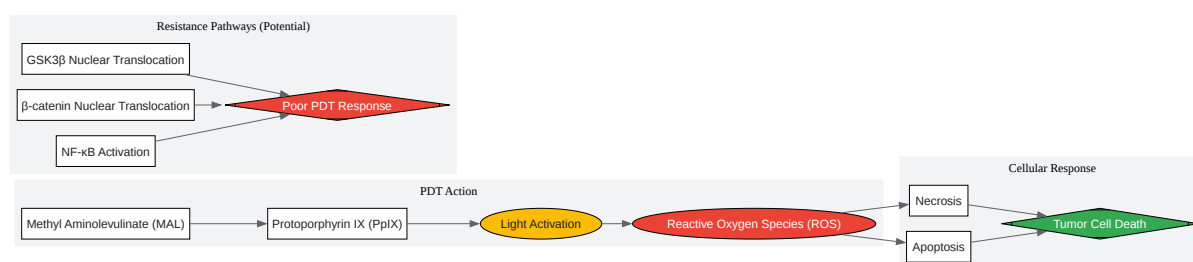 Resistance Pathways (Potential)
GSK3β Nuclear Translocation
β-catenin Nuclear Translocation
NF-κB Activation
Poor PDT Response
PDT Action
Methyl Aminolevulinate (MAL)
Protoporphyrin IX (PpIX)
Light Activation
Reactive Oxygen Species (ROS)
Cellular Response
Necrosis
Apoptosis
Tumor Cell Death